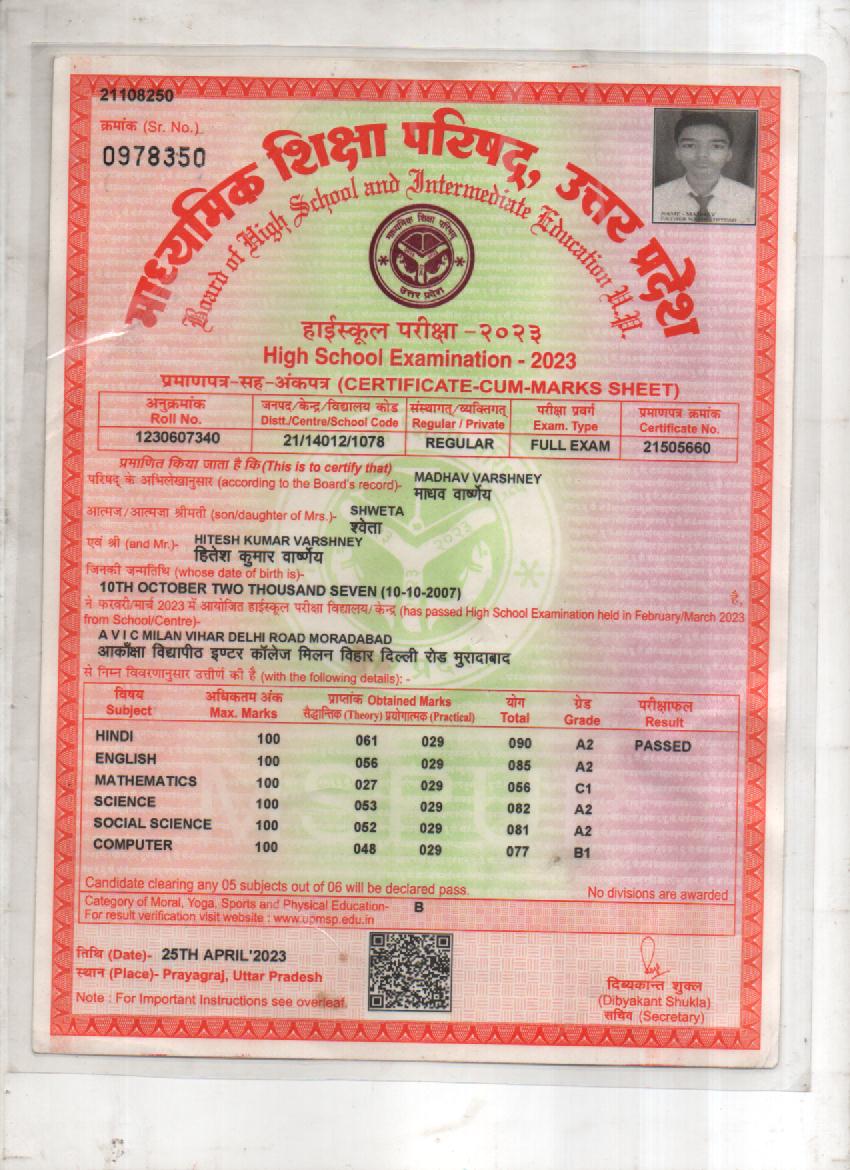 21108250
क्रमांक (Sr. No.)
0978350
माध्यमिक शिक्षा परिषद्, उत्तर प्रदेश
Board of High School and Intermediate Education U.P.
माध्यमिक शिक्षा परिषद्
उत्तर प्रदेश
NAME - MADHAV
हाईस्कूल परीक्षा -२०२३
High School Examination - 2023
प्रमाणपत्र-सह-अंकपत्र (CERTIFICATE-CUM-MARKS SHEET)
अनुक्रमांक जनपद/केन्द्र/विद्यालय कोड संस्थागत/व्यक्तिगत परीक्षा प्रवर्ग प्रमाणपत्र क्रमांक
Roll No. Distt./Centre/School Code Regular / Private Exam. Type Certificate No.
1230607340 21/14012/1078 REGULAR FULL EXAM 21505660
प्रमाणित किया जाता है कि (This is to certify that)
परिषद् के अभिलेखानुसार (according to the Board's record)- MADHAV VARSHNEY
माधव वार्ष्णेय
आत्मज/आत्मजा श्रीमती (son/daughter of Mrs.)- SHWETA
श्वेता
एवं श्री (and Mr.)- HITESH KUMAR VARSHNEY
हितेश कुमार वार्ष्णेय
जिनकी जन्मतिथि (whose date of birth is)-
10TH OCTOBER TWO THOUSAND SEVEN (10-10-2007) है,
ने फरवरी/मार्च 2023 में आयोजित हाईस्कूल परीक्षा विद्यालय/केन्द्र (has passed High School Examination held in February/March 2023
from School/Centre)-
A V I C MILAN VIHAR DELHI ROAD MORADABAD
आकाँक्षा विद्यापीठ इण्टर कॉलेज मिलन विहार दिल्ली रोड मुरादाबाद
से निम्न विवरणानुसार उत्तीर्ण की है (with the following details): -
विषय अधिकतम अंक प्राप्तांक Obtained Marks योग ग्रेड परीक्षाफल
Subject Max. Marks सैद्धान्तिक (Theory) प्रयोगात्मक (Practical) Total Grade Result
HINDI 100 061 029 090 A2 PASSED
ENGLISH 100 056 029 085 A2
MATHEMATICS 100 027 029 056 C1
SCIENCE 100 053 029 082 A2
SOCIAL SCIENCE 100 052 029 081 A2
COMPUTER 100 048 029 077 B1
Candidate clearing any 05 subjects out of 06 will be declared pass. No divisions are awarded
Category of Moral, Yoga, Sports and Physical Education- B
For result verification visit website : www.upmsp.edu.in
तिथि (Date)- 25TH APRIL'2023
स्थान (Place)- Prayagraj, Uttar Pradesh
Note : For Important Instructions see overleaf.
दिब्यकान्त शुक्ल
(Dibyakant Shukla)
सचिव (Secretary)